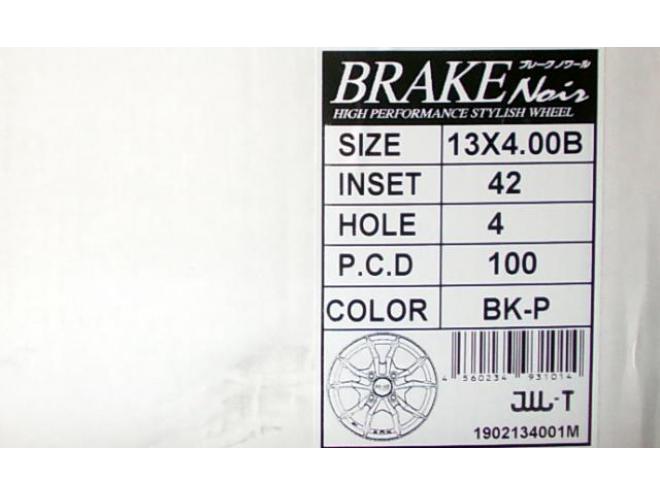 BRAKE Noir ブレーク ノワール
HIGH PERFORMANCE STYLISH WHEEL
SIZE 13X4.00B
INSET 42
HOLE 4
P.C.D 100
COLOR BK-P
4 560234 931014
JWL-T
1902134001M